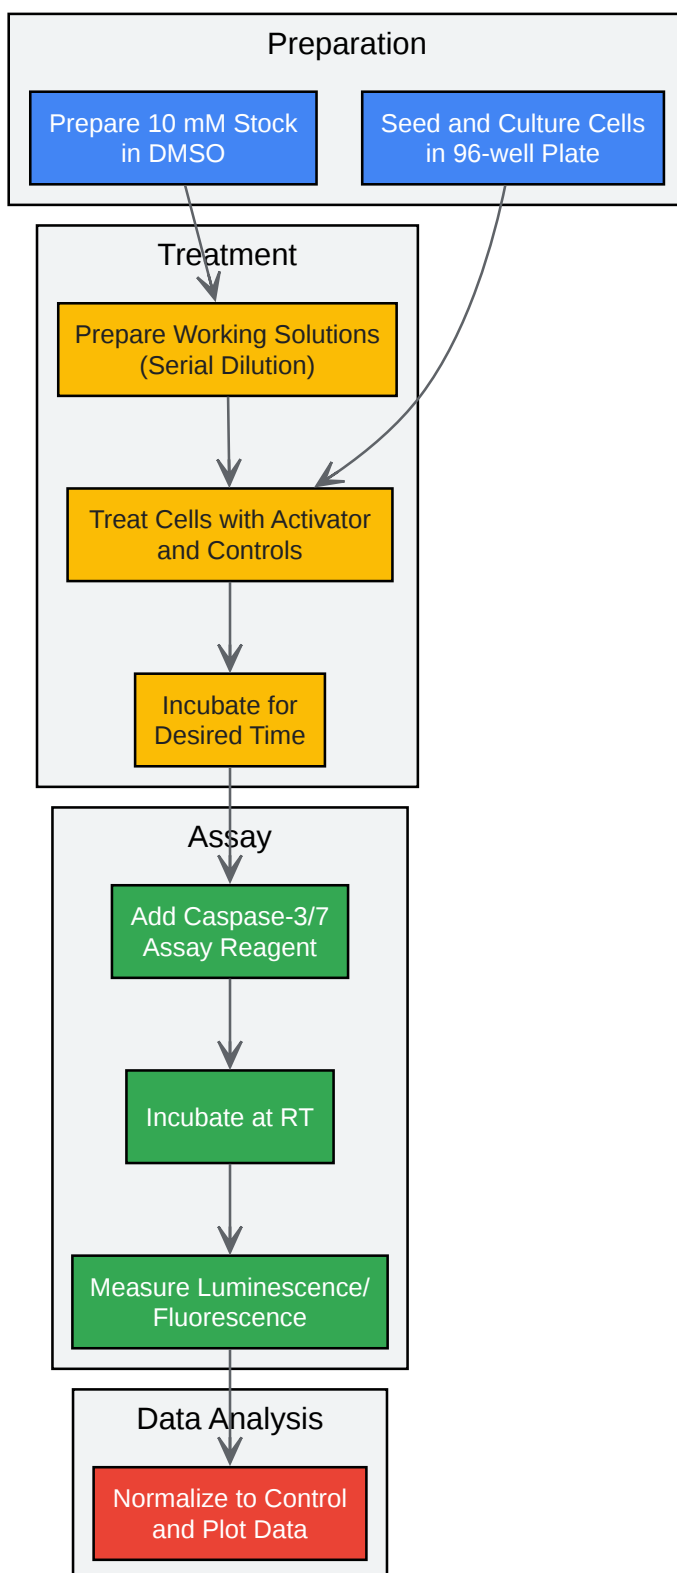 Preparation
Prepare 10 mM Stock
in DMSO
Seed and Culture Cells
in 96-well Plate
Treatment
Prepare Working Solutions
(Serial Dilution)
Treat Cells with Activator
and Controls
Incubate for
Desired Time
Assay
Add Caspase-3/7
Assay Reagent
Incubate at RT
Measure Luminescence/
Fluorescence
Data Analysis
Normalize to Control
and Plot Data